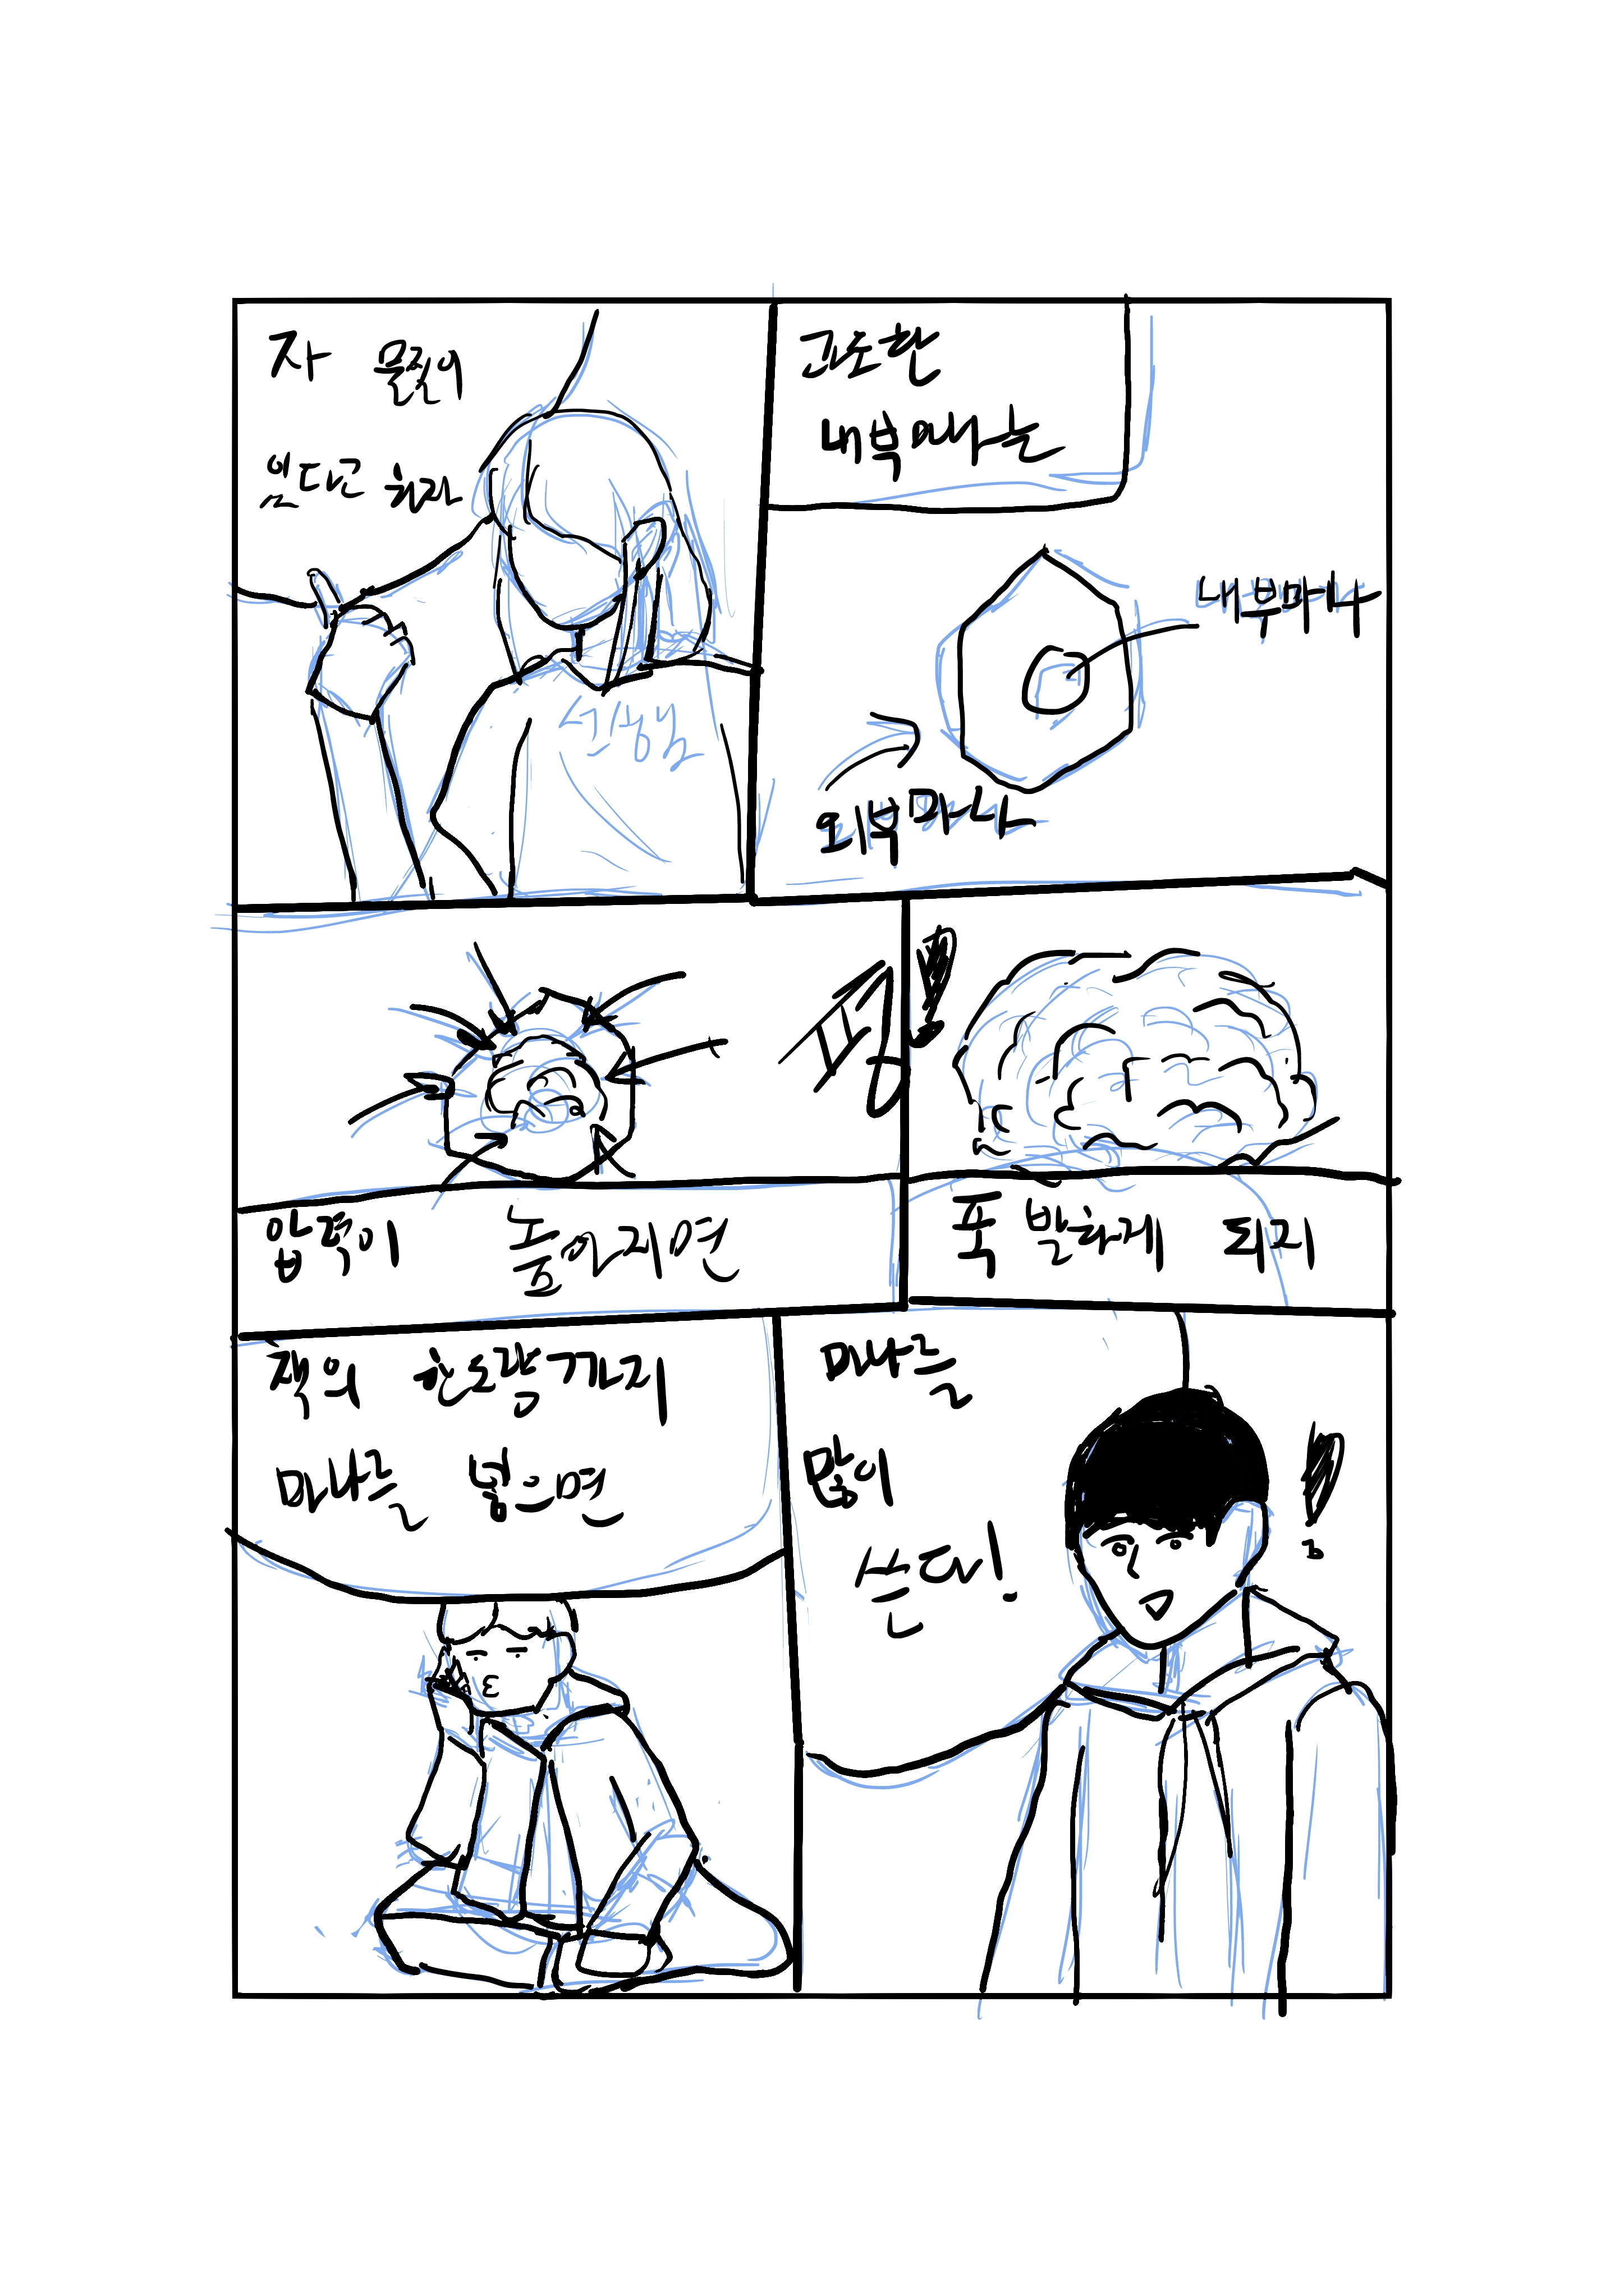 자 물질이
있다고 하자
선생님
고도한
내부마나는
내부마나
외부마나
펑!
압력이 높아지면
폭발하게 되지
책의 한도량까지
마나를 넣으면
마나를
많이
쓴다!
!